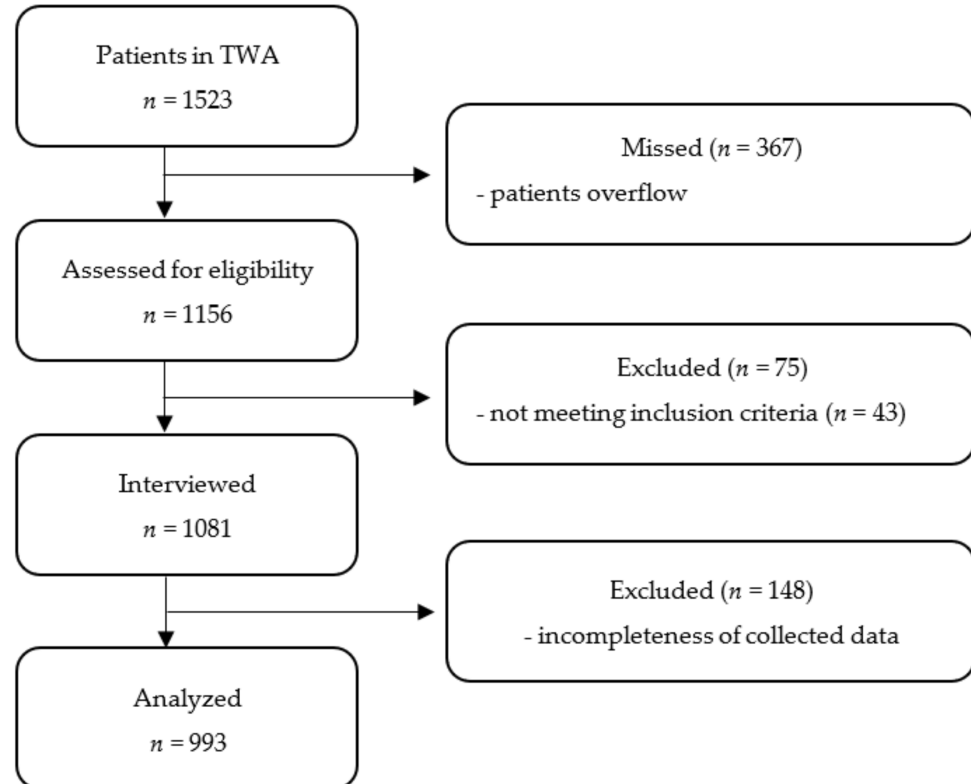 Patients in TWA
n = 1523
Missed (n = 367)
- patients overflow
Assessed for eligibility
n = 1156
Excluded (n = 75)
- not meeting inclusion criteria (n = 43)
Interviewed
n = 1081
Excluded (n = 148)
- incompleteness of collected data
Analyzed
n = 993